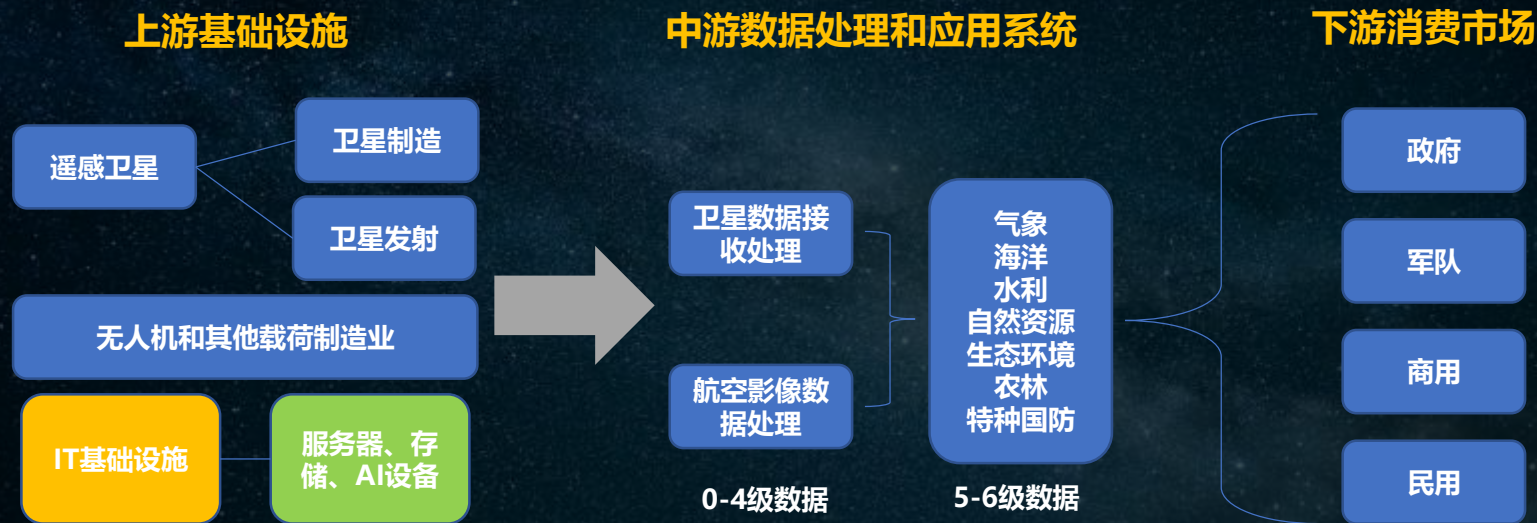 上游基础设施
中游数据处理和应用系统
下游消费市场
遥感卫星
卫星制造
卫星发射
无人机和其他载荷制造业
IT基础设施
服务器、存
储、AI设备
卫星数据接
收处理
航空影像数
据处理
0-4级数据
气象
海洋
水利
自然资源
生态环境
农林
特种国防
5-6级数据
政府
军队
商用
民用